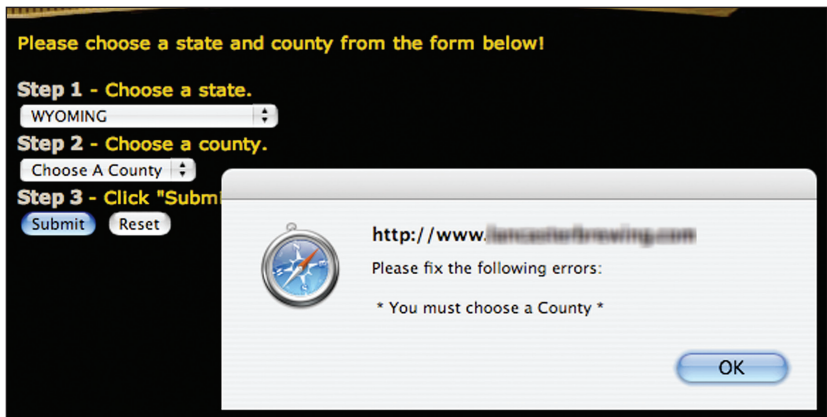 Please choose a state and county from the form below!
Step 1 - Choose a state.
WYOMING
Step 2 - Choose a county.
Choose A County
Step 3 - Click "Submi
Submit Reset
http://www.
Please fix the following errors:
* You must choose a County *
OK